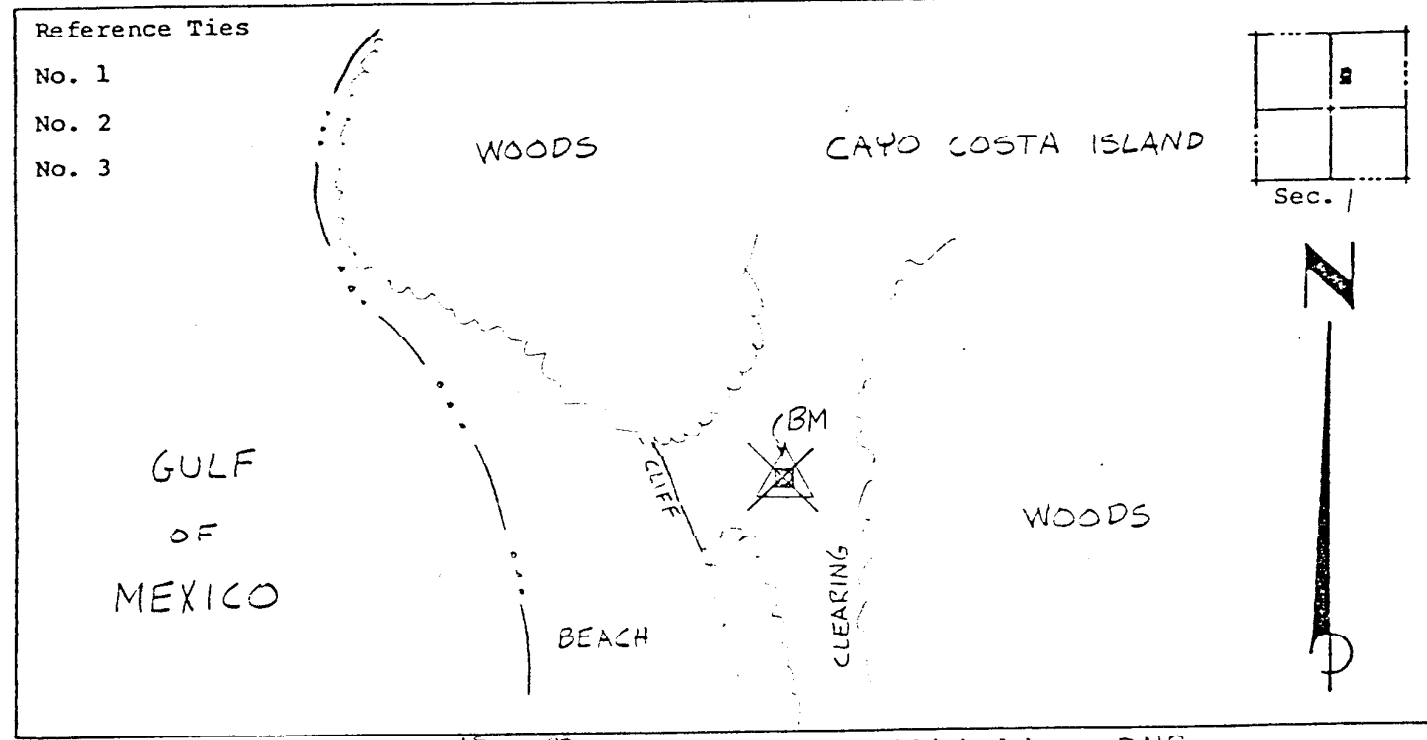 Reference Ties
No. 1
No. 2
No. 3
WOODS
CAYO COSTA ISLAND
Sec. 1
N
BM
CLIFF
GULF
OF
MEXICO
WOODS
CLEARING
BEACH